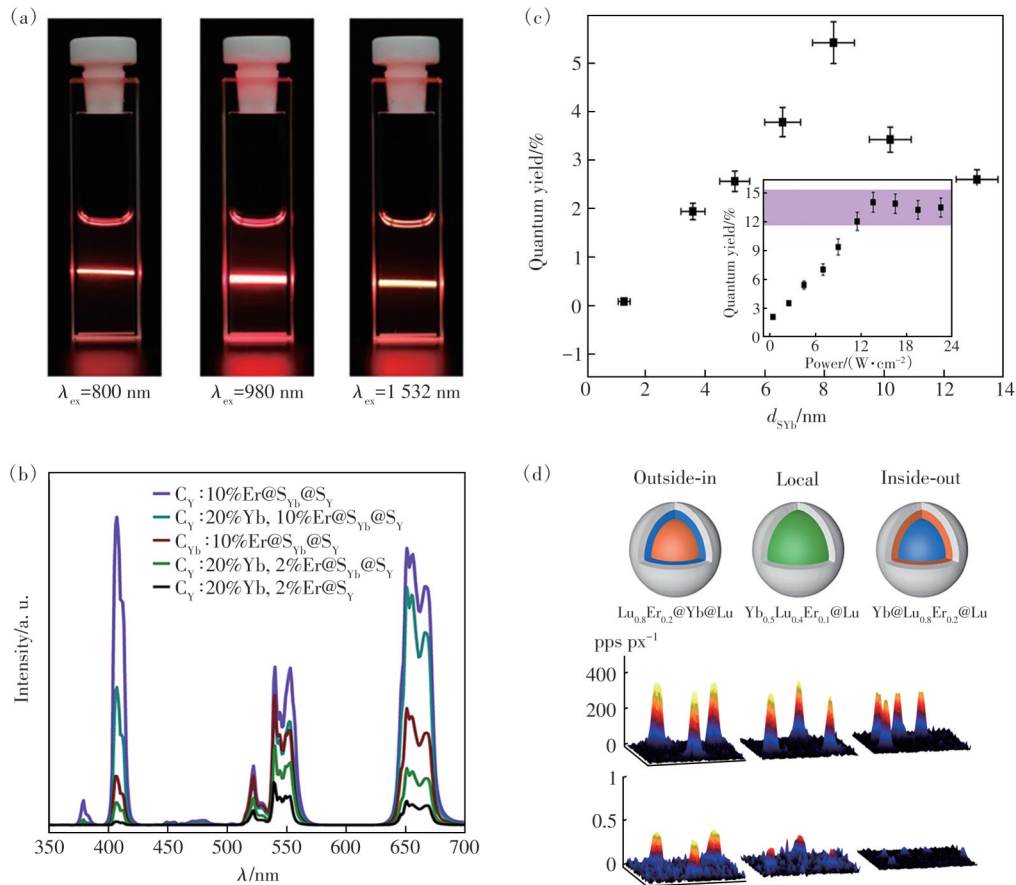 (a)
λex=800 nm
λex=980 nm
λex=1 532 nm
(c)
Quantum yield/%
5
4
3
2
1
0
−1
0
2
4
6
8
10
12
14
dSYb/nm
Quantum yield/%
15
12
9
6
3
0
0
6
12
18
24
Power/(W·cm−2)
(b)
Intensity/a. u.
CY:10%Er@SYb@SY
CY:20%Yb, 10%Er@SYb@SY
CYb:10%Er@SYb@SY
CY:20%Yb, 2%Er@SYb@SY
CY:20%Yb, 2%Er@SY
350
400
450
500
550
600
650
700
λ/nm
(d)
Outside-in
Local
Inside-out
Lu0.8Er0.2@Yb@Lu
Yb0.5Lu0.4Er0.1@Lu
Yb@Lu0.8Er0.2@Lu
pps px−1
400
200
0
1
0.5
0